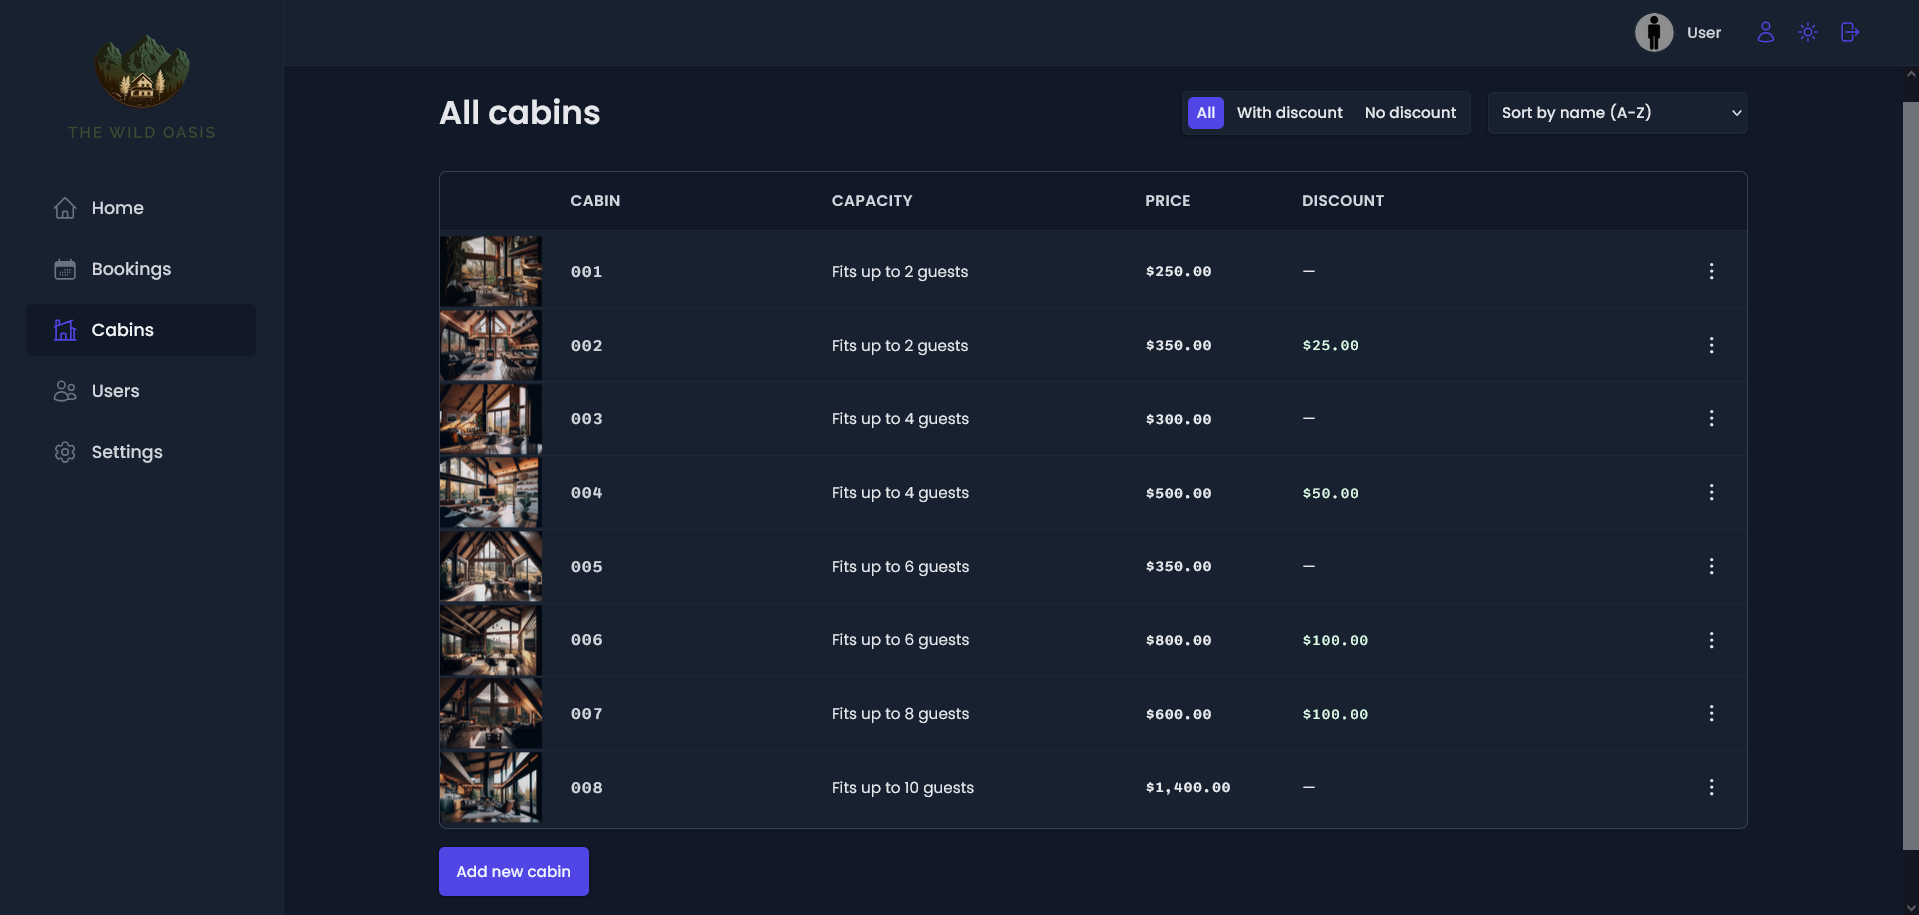 THE WILD OASIS
Home
Bookings
Cabins
Users
Settings
User
All cabins
All With discount No discount Sort by name (A-Z)
CABIN CAPACITY PRICE DISCOUNT
001 Fits up to 2 guests $250.00 —
002 Fits up to 2 guests $350.00 $25.00
003 Fits up to 4 guests $300.00 —
004 Fits up to 4 guests $500.00 $50.00
005 Fits up to 6 guests $350.00 —
006 Fits up to 6 guests $800.00 $100.00
007 Fits up to 8 guests $600.00 $100.00
008 Fits up to 10 guests $1,400.00 —
Add new cabin